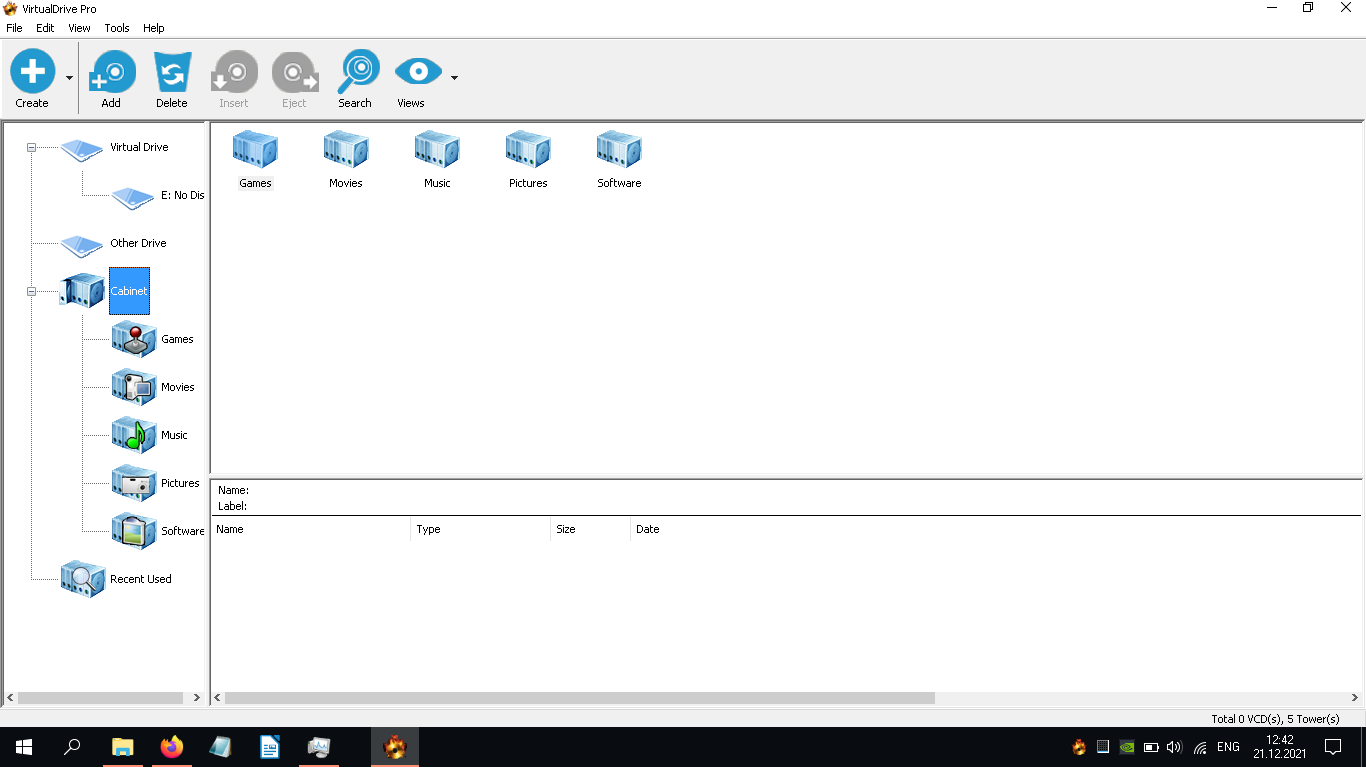 VirtualDrive Pro
File Edit View Tools Help
Create Add Delete Insert Eject Search Views
Virtual Drive
E: No Dis
Other Drive
Cabinet
Games
Movies
Music
Pictures
Software
Recent Used
Games Movies Music Pictures Software
Name:
Label:
Name Type Size Date
Total 0 VCD(s), 5 Tower(s)
ENG
12:42
21.12.2021